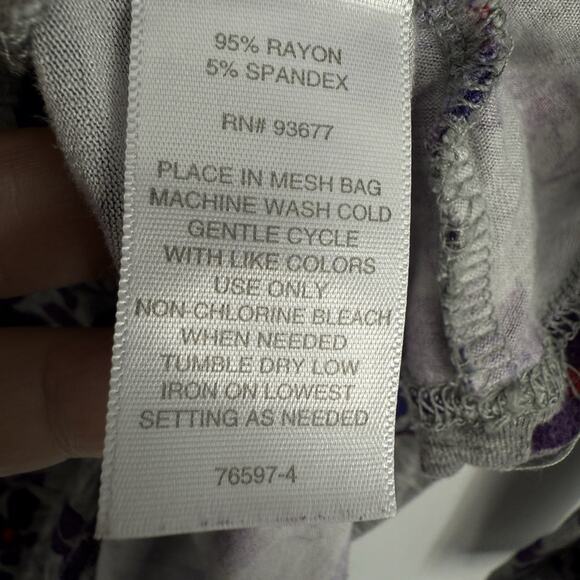 95% RAYON
5% SPANDEX
RN# 93677
PLACE IN MESH BAG
MACHINE WASH COLD
GENTLE CYCLE
WITH LIKE COLORS
USE ONLY
NON-CHLORINE BLEACH
WHEN NEEDED
TUMBLE DRY LOW
IRON ON LOWEST
SETTING AS NEEDED
76597-4